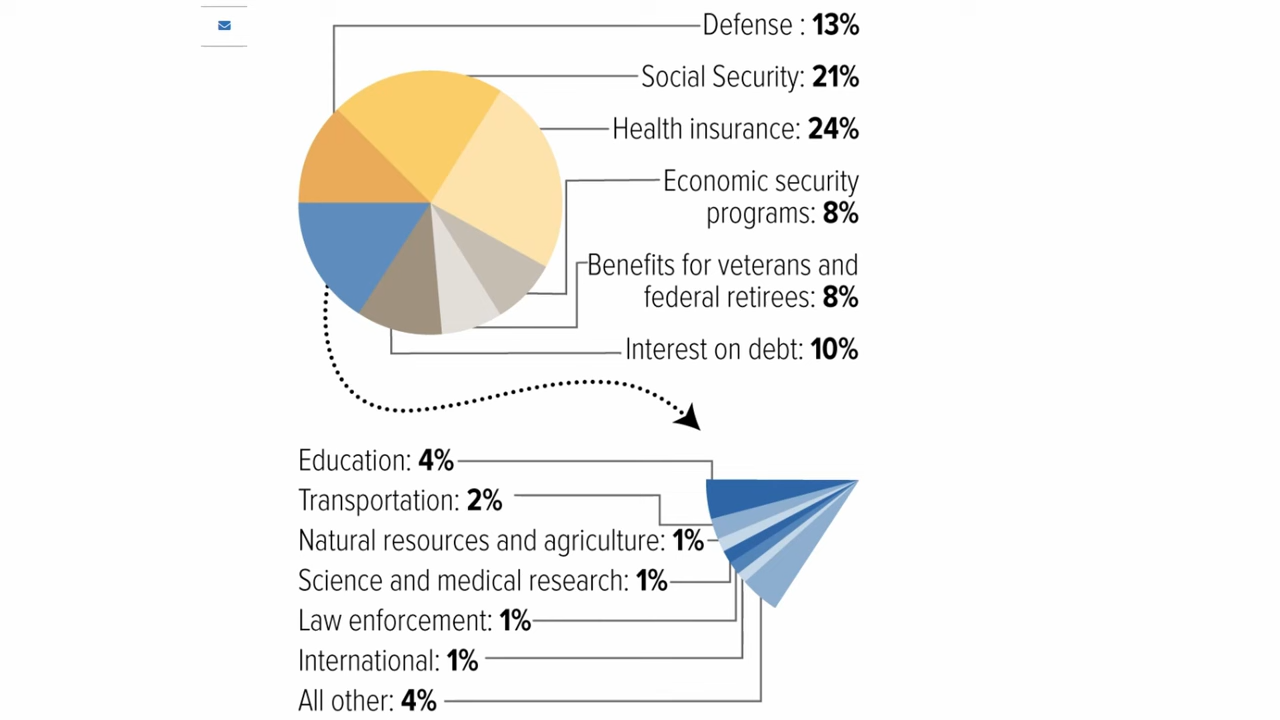 Defense : 13%
Social Security: 21%
Health insurance: 24%
Economic security
programs: 8%
Benefits for veterans and
federal retirees: 8%
Interest on debt: 10%
Education: 4%
Transportation: 2%
Natural resources and agriculture: 1%
Science and medical research: 1%
Law enforcement: 1%
International: 1%
All other: 4%